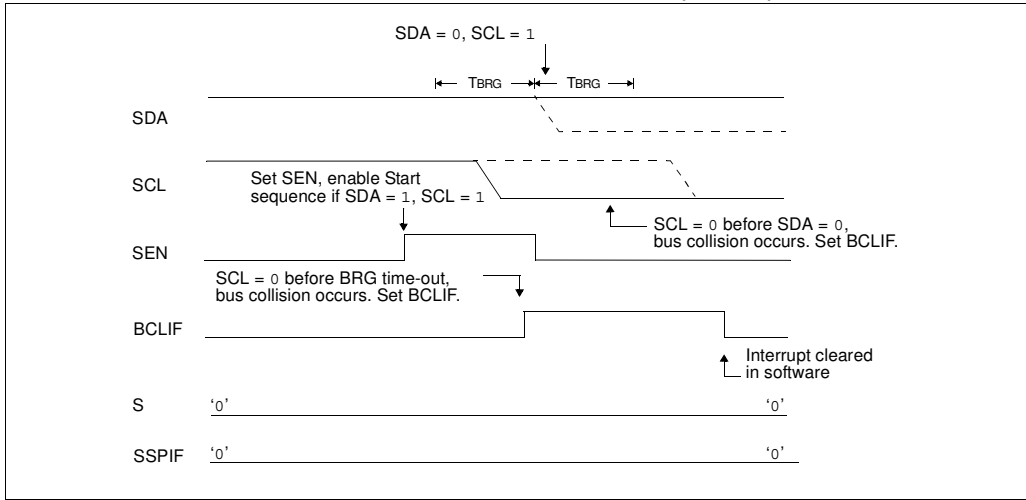 SDA = 0, SCL = 1
TBRG TBRG
SDA
SCL
Set SEN, enable Start
sequence if SDA = 1, SCL = 1
SCL = 0 before SDA = 0,
bus collision occurs. Set BCLIF.
SEN
SCL = 0 before BRG time-out,
bus collision occurs. Set BCLIF.
BCLIF
Interrupt cleared
in software
S ‘0’ ‘0’
SSPIF ‘0’ ‘0’